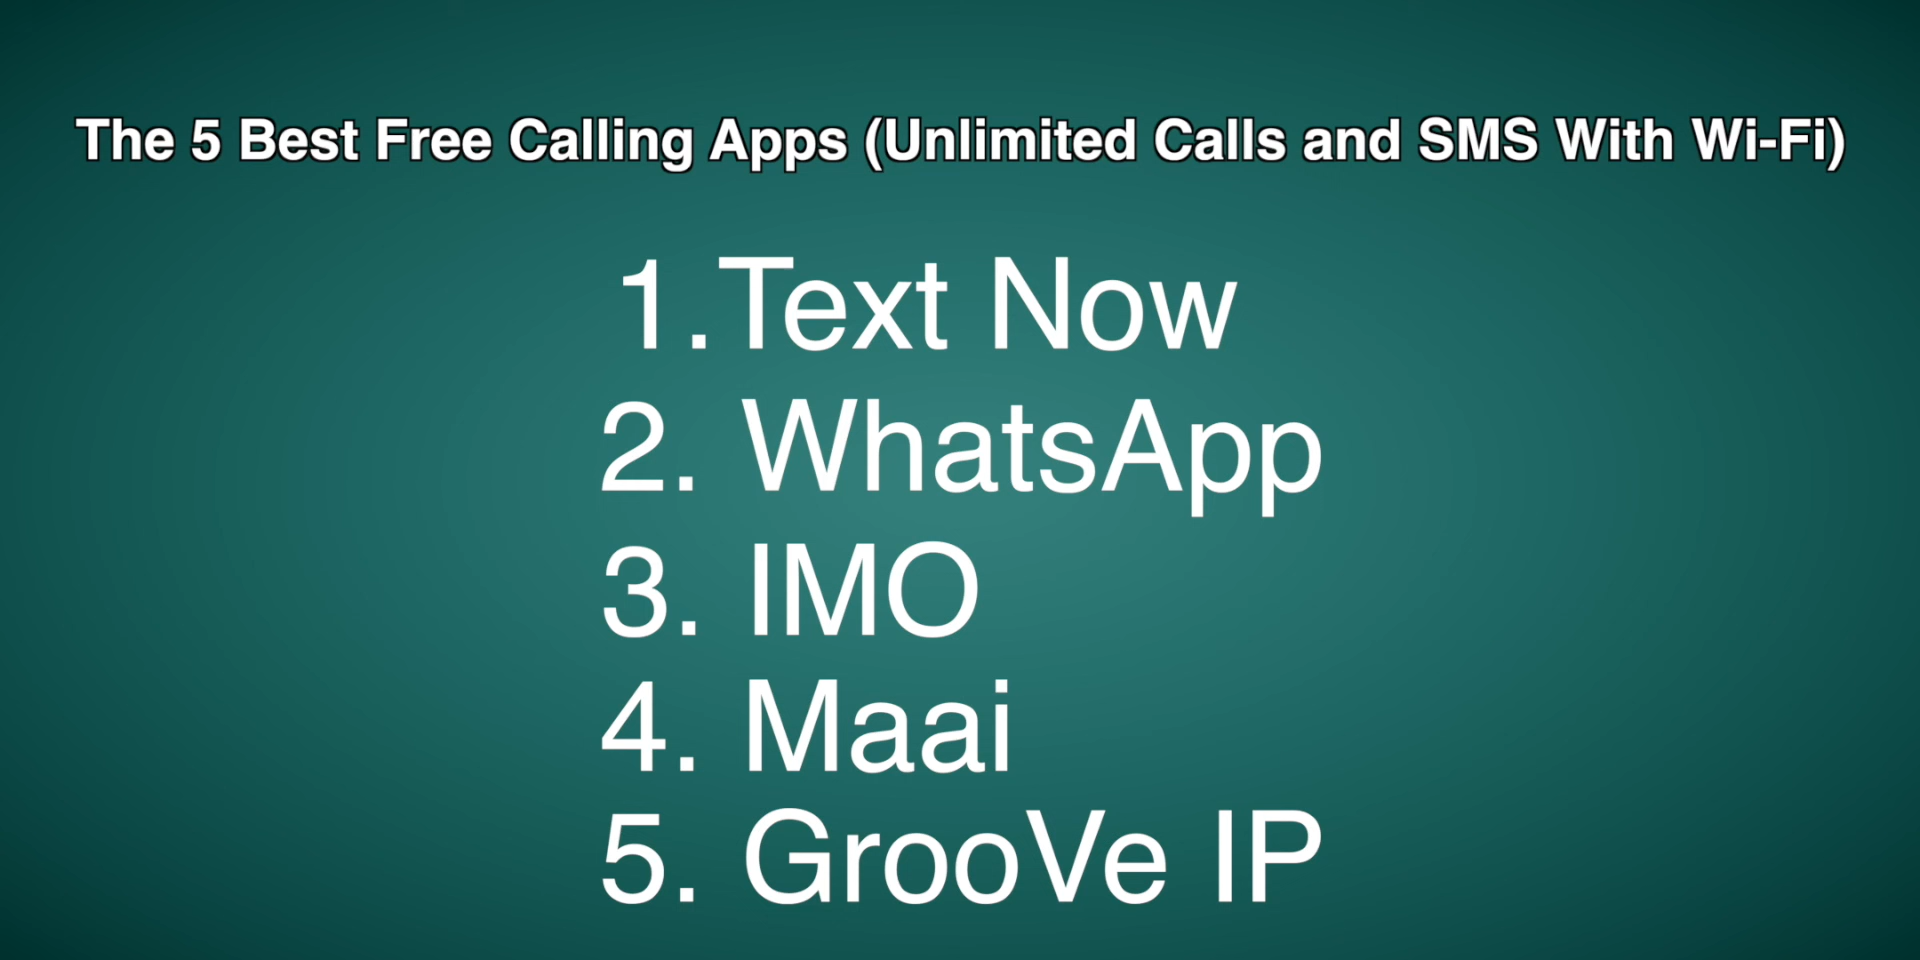 The 5 Best Free Calling Apps (Unlimited Calls and SMS With Wi-Fi)
1.Text Now
2. WhatsApp
3. IMO
4. Maai
5. GrooVe IP